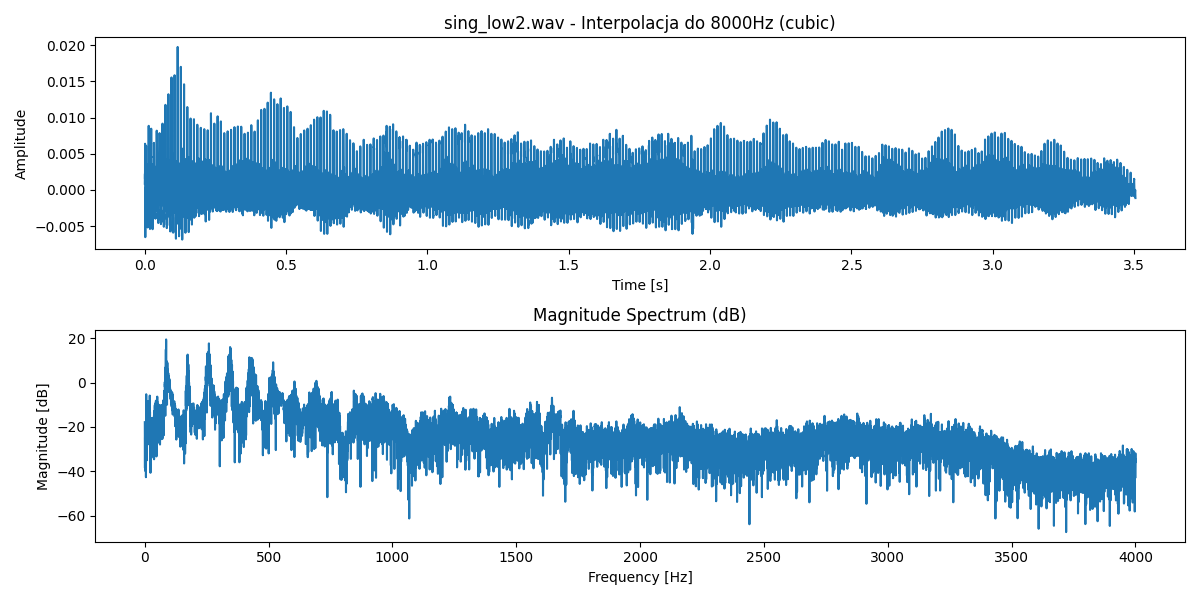 sing_low2.wav - Interpolacja do 8000Hz (cubic)
Amplitude
0.020
0.015
0.010
0.005
0.000
−0.005
0.0 0.5 1.0 1.5 2.0 2.5 3.0 3.5
Time [s]
Magnitude Spectrum (dB)
Magnitude [dB]
20
0
−20
−40
−60
0 500 1000 1500 2000 2500 3000 3500 4000
Frequency [Hz]